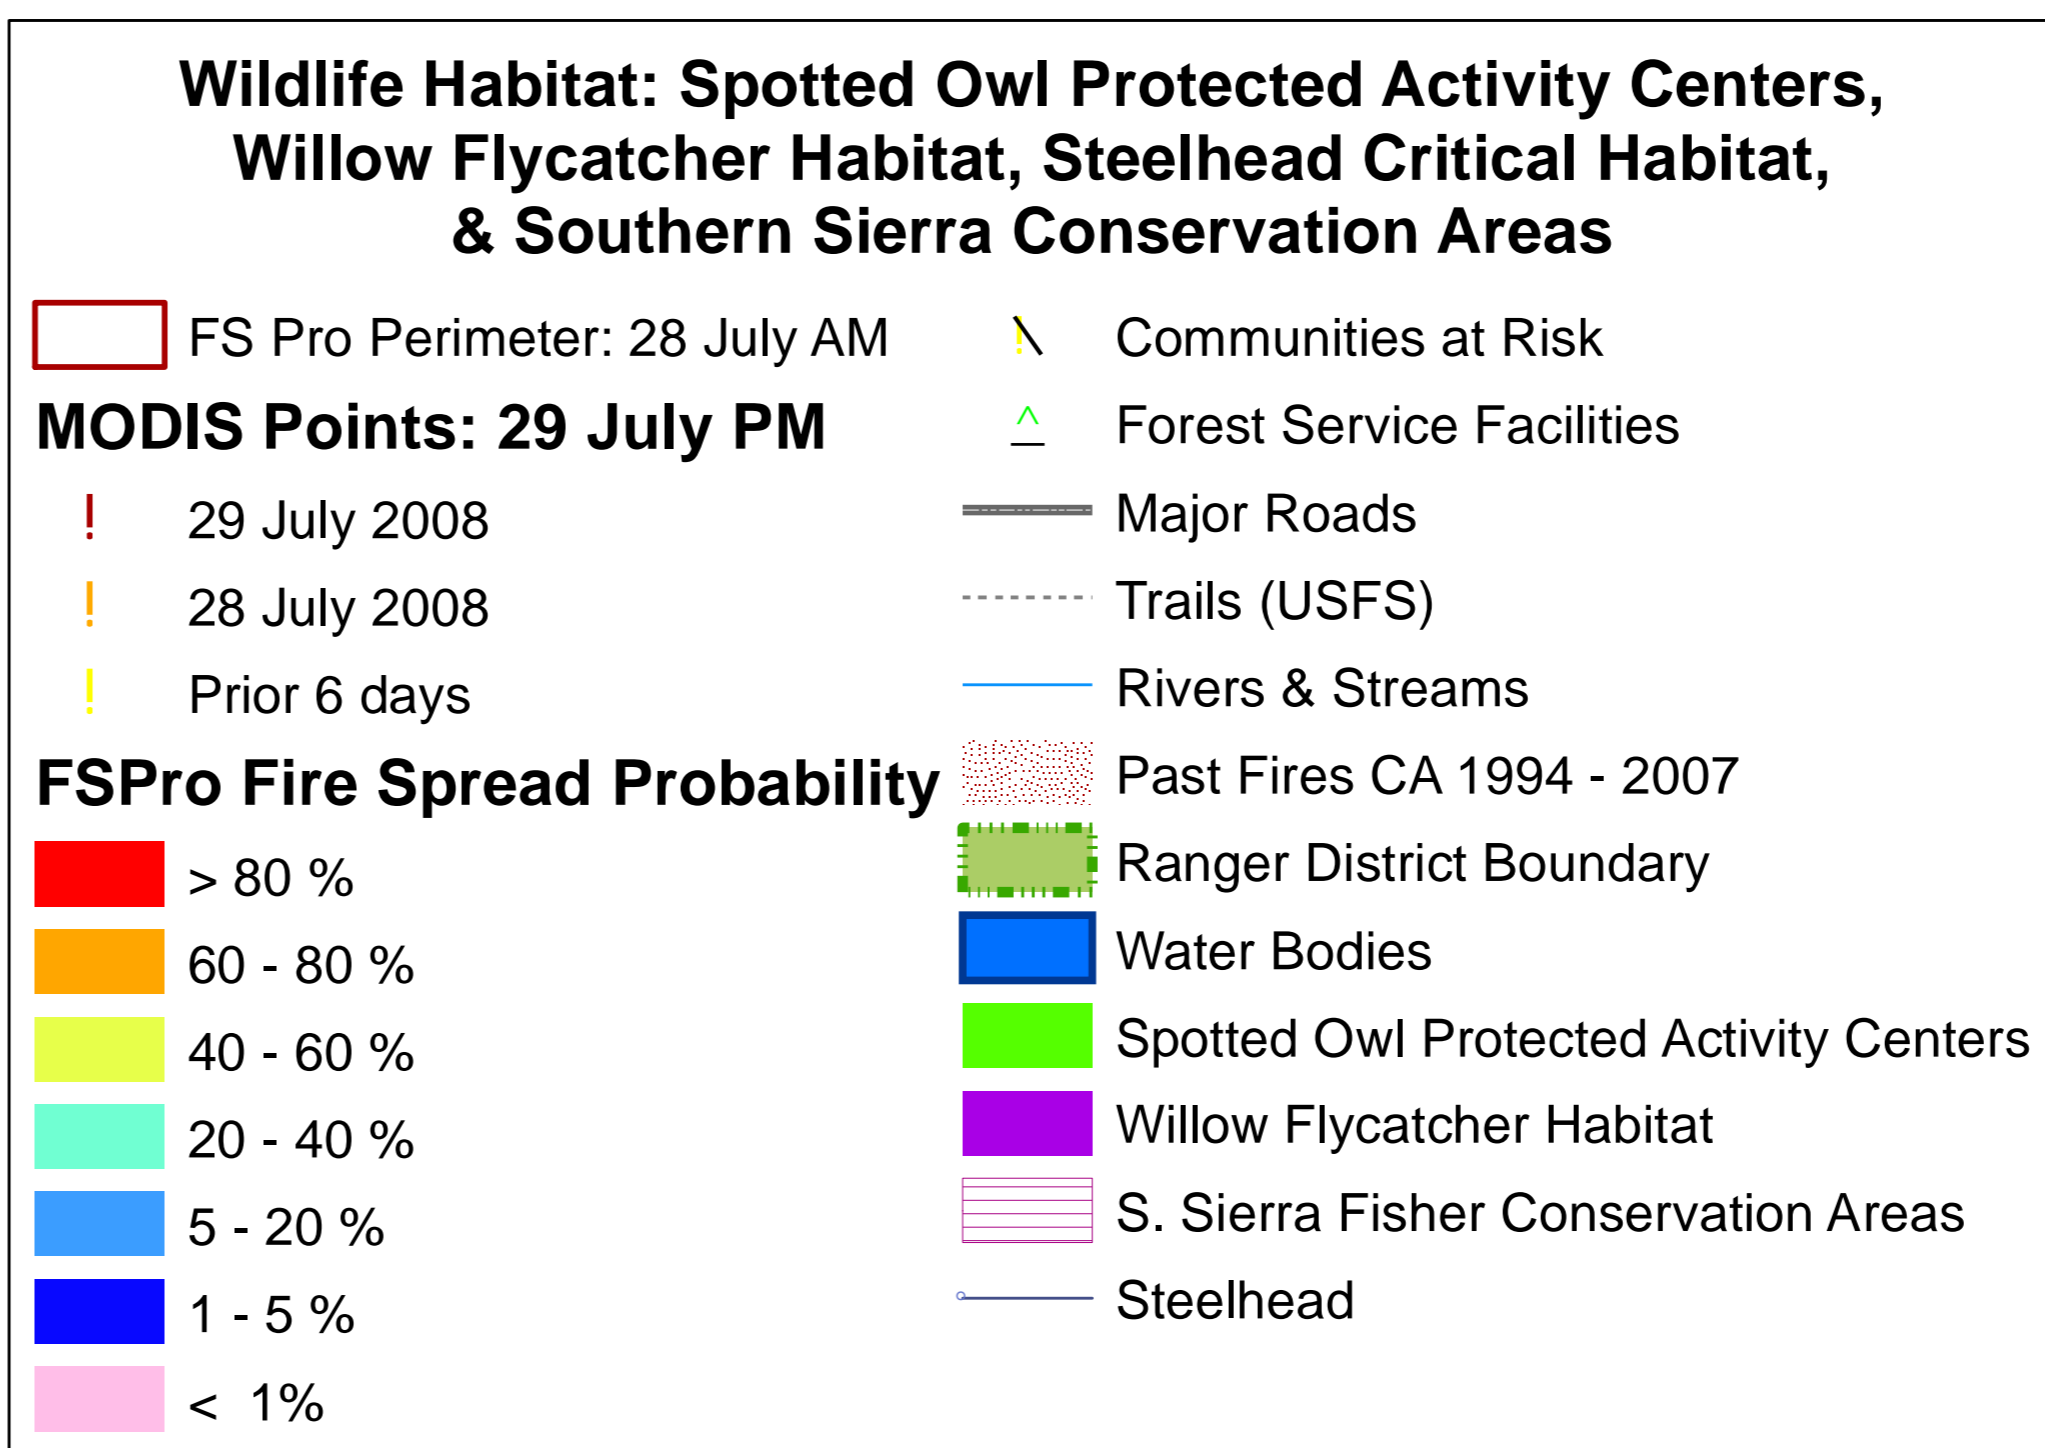 Wildlife Habitat: Spotted Owl Protected Activity Centers,
Willow Flycatcher Habitat, Steelhead Critical Habitat,
& Southern Sierra Conservation Areas
FS Pro Perimeter: 28 July AM
MODIS Points: 29 July PM
29 July 2008
28 July 2008
Prior 6 days
FSPro Fire Spread Probability
> 80 %
60 - 80 %
40 - 60 %
20 - 40 %
5 - 20 %
1 - 5 %
< 1%
Communities at Risk
Forest Service Facilities
Major Roads
Trails (USFS)
Rivers & Streams
Past Fires CA 1994 - 2007
Ranger District Boundary
Water Bodies
Spotted Owl Protected Activity Centers
Willow Flycatcher Habitat
S. Sierra Fisher Conservation Areas
Steelhead